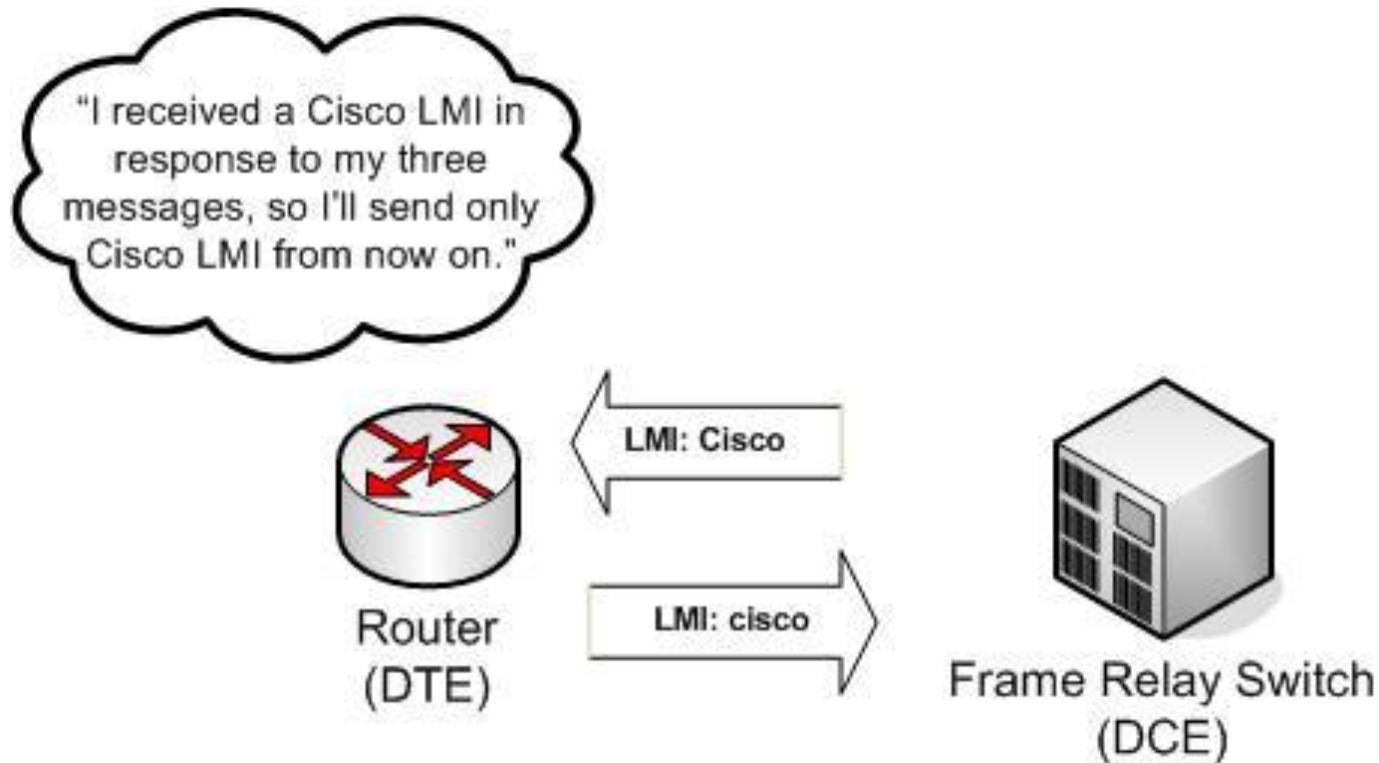 “I received a Cisco LMI in
response to my three
messages, so I'll send only
Cisco LMI from now on."
LMI: Cisco
LMI: cisco
Router
(DTE)
Frame Relay Switch
(DCE)